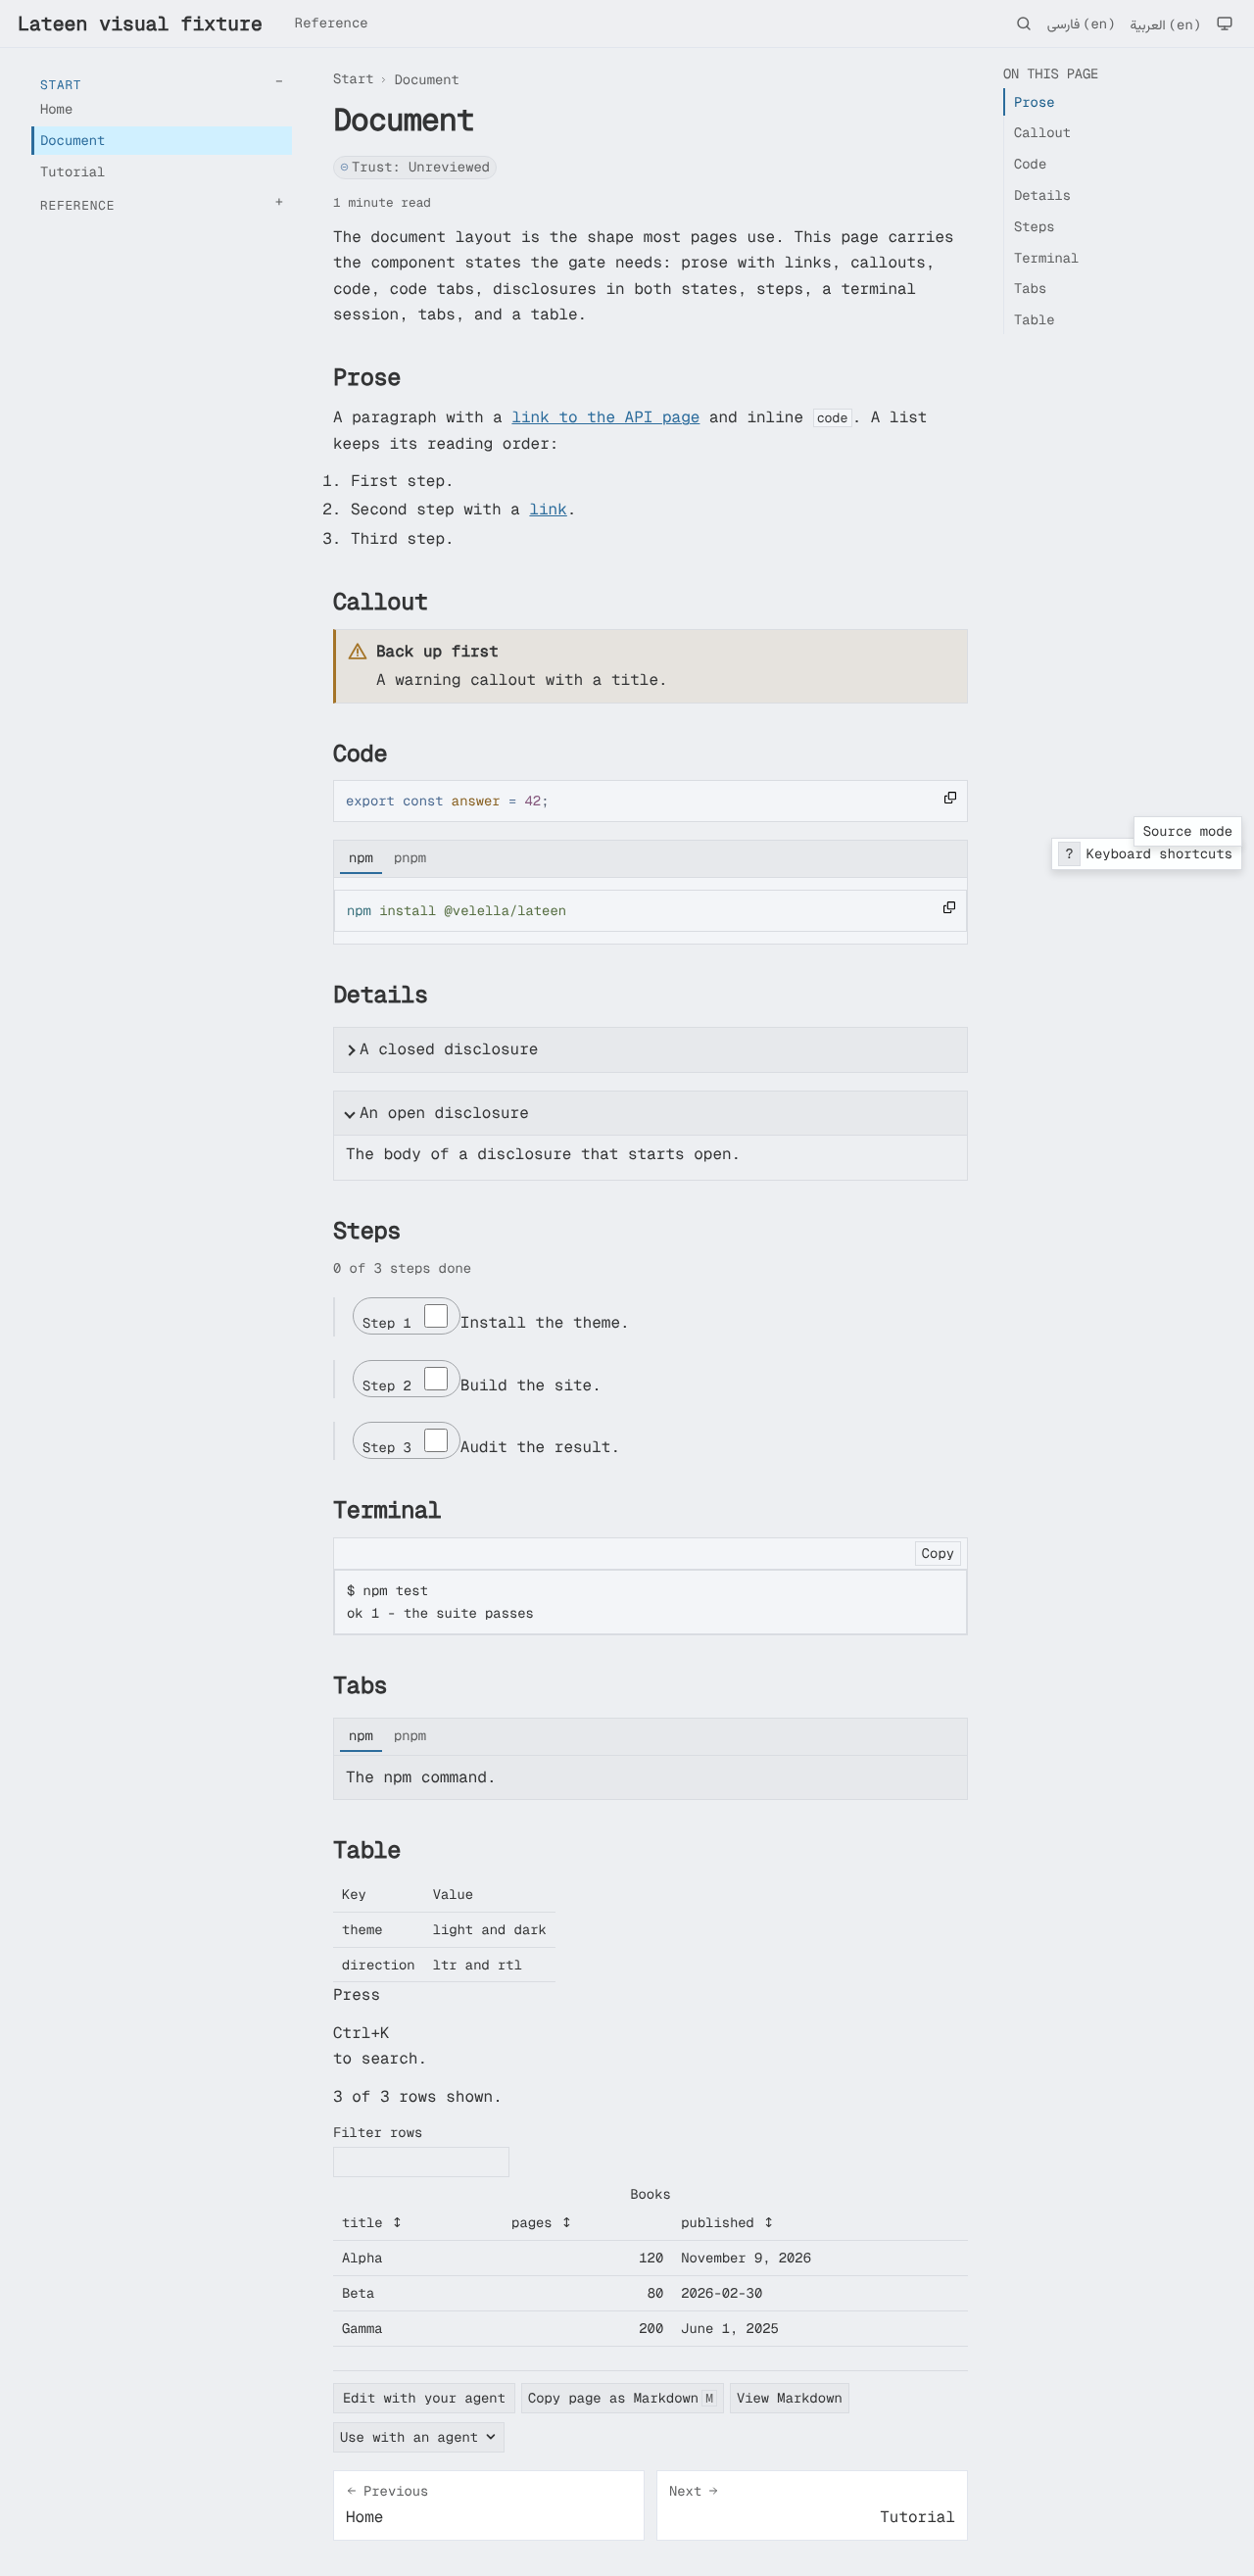 Lateen visual fixture
Reference
فارسی (en)
العربية (en)
START
−
Home
Document
Tutorial
REFERENCE
+
Start › Document
Document
Trust: Unreviewed
1 minute read
The document layout is the shape most pages use. This page carries
the component states the gate needs: prose with links, callouts,
code, code tabs, disclosures in both states, steps, a terminal
session, tabs, and a table.
Prose
A paragraph with a link to the API page and inline code. A list
keeps its reading order:
1. First step.
2. Second step with a link.
3. Third step.
Callout
Back up first
A warning callout with a title.
Code
export const answer = 42;
npm pnpm
npm install @velella/lateen
Details
A closed disclosure
An open disclosure
The body of a disclosure that starts open.
Steps
0 of 3 steps done
Step 1 Install the theme.
Step 2 Build the site.
Step 3 Audit the result.
Terminal
Copy
$ npm test
ok 1 - the suite passes
Tabs
npm pnpm
The npm command.
Table
Key Value
theme light and dark
direction ltr and rtl
Press
Ctrl+K
to search.
3 of 3 rows shown.
Filter rows
Books
title ↕ pages ↕ published ↕
Alpha 120 November 9, 2026
Beta 80 2026-02-30
Gamma 200 June 1, 2025
Edit with your agent
Copy page as Markdown M
View Markdown
Use with an agent
← Previous
Home
Next →
Tutorial
ON THIS PAGE
Prose
Callout
Code
Details
Steps
Terminal
Tabs
Table
Source mode
? Keyboard shortcuts